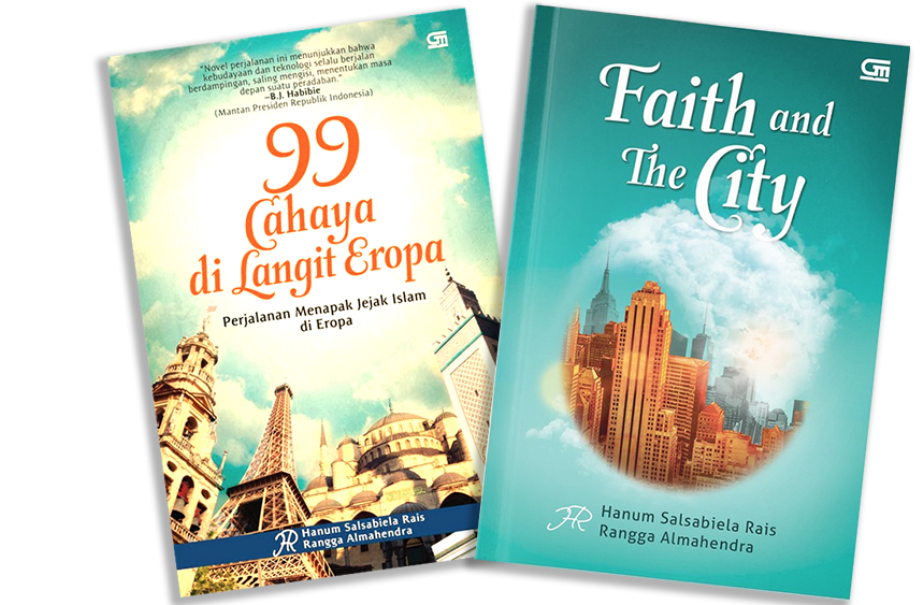 "Novel perjalanan ini menunjukkan bahwa
kebudayaan dan teknologi selalu berjalan
berdampingan, saling mengisi, menentukan masa
depan suatu peradaban."
–B.J. Habibie
(Mantan Presiden Republik Indonesia)
99
Cahaya
di Langit Eropa
Perjalanan Menapak Jejak Islam
di Eropa
Hanum Salsabiela Rais
Rangga Almahendra
Faith and
The City
Hanum Salsabiela Rais
Rangga Almahendra